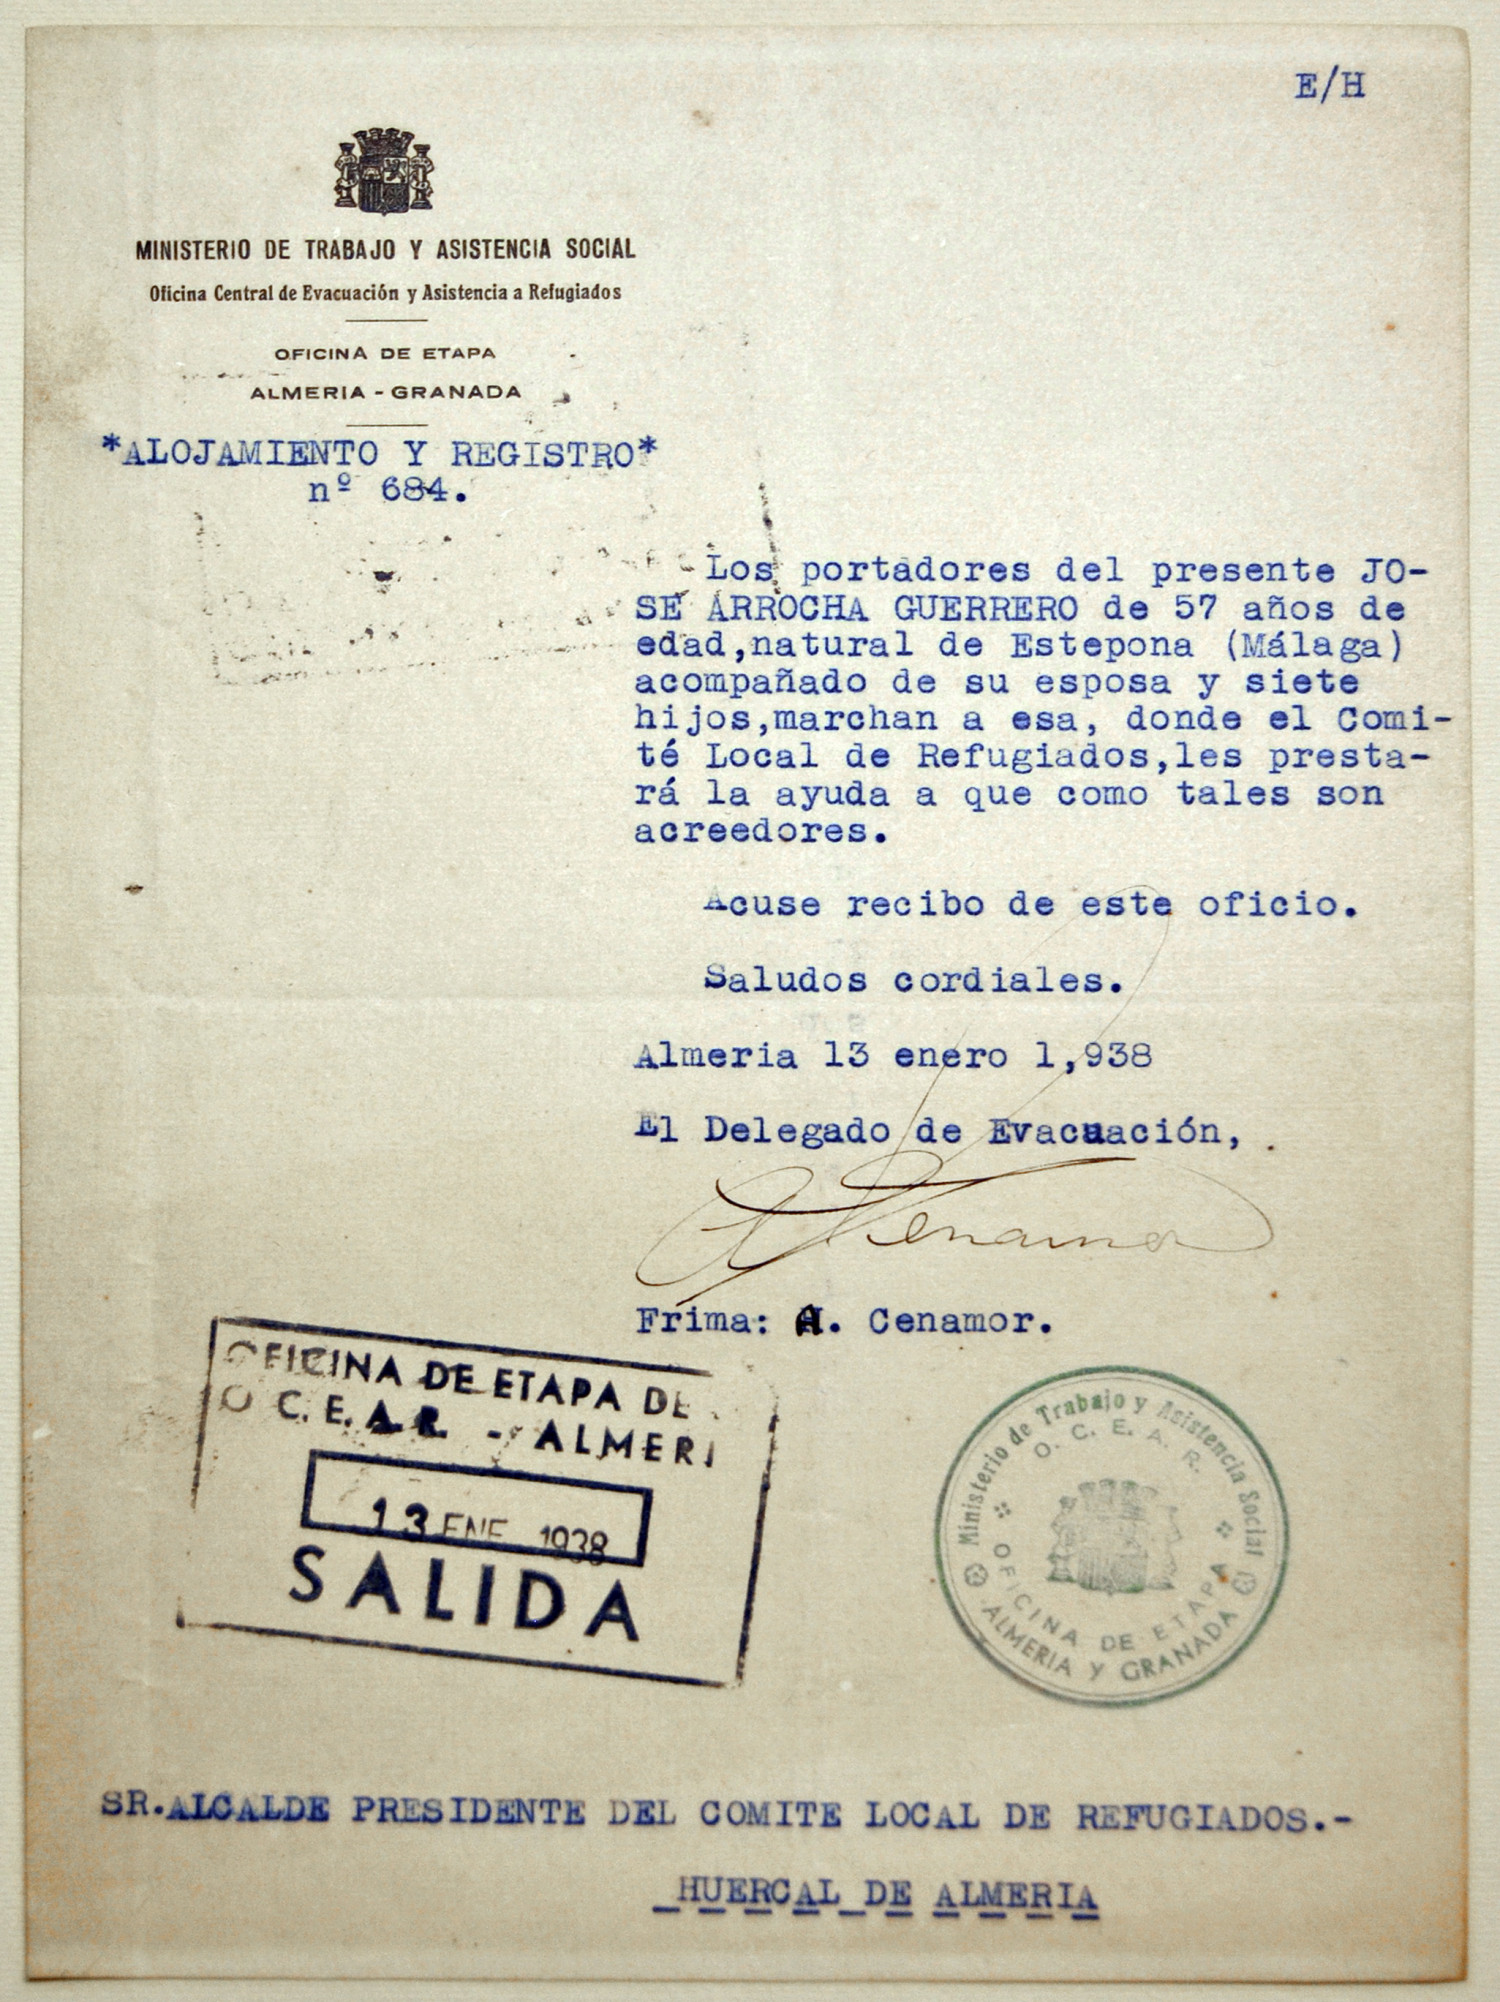 E/H
MINISTERIO DE TRABAJO Y ASISTENCIA SOCIAL
Oficina Central de Evacuación y Asistencia a Refugiados
OFICINA DE ETAPA
ALMERIA - GRANADA
*ALOJAMIENTO Y REGISTRO*
nº 684.
Los portadores del presente JO-
SE ARROCHA GUERRERO de 57 años de
edad,natural de Estepona (Málaga)
acompañado de su esposa y siete
hijos,marchan a esa, donde el Comi-
té Local de Refugiados,les presta-
rá la ayuda a que como tales son
acreedores.
Acuse recibo de este oficio.
Saludos cordiales.
Almeria 13 enero 1,938
El Delegado de Evacuación,
A Cenamor
Frima: A. Cenamor.
OFICINA DE ETAPA DE
O C. E. A. R. - ALMERI
13 ENE 1938
SALIDA
Ministerio de Trabajo y Asistencia Social
O. C. E. A. R.
OFICINA DE ETAPA
ALMERIA Y GRANADA
SR.ALCALDE PRESIDENTE DEL COMITE LOCAL DE REFUGIADOS.-
HUERCAL DE ALMERIA